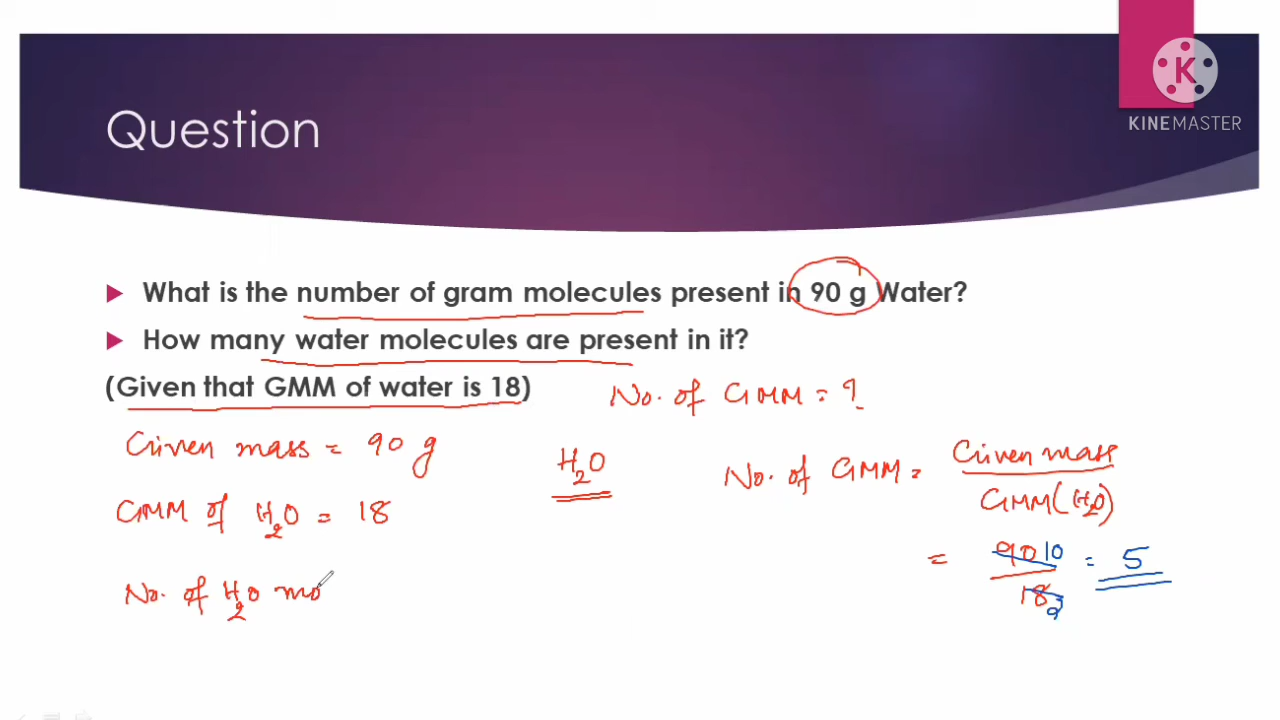 K
KINEMASTER
Question
What is the number of gram molecules present in 90 g Water?
How many water molecules are present in it?
(Given that GMM of water is 18)
No. of GMM = ?
Given mass = 90 g
H₂O
No. of GMM = Given mass
GMM(H₂O)
GMM of H₂O = 18
= 90 10 = 5
18 2
No. of H₂O mo